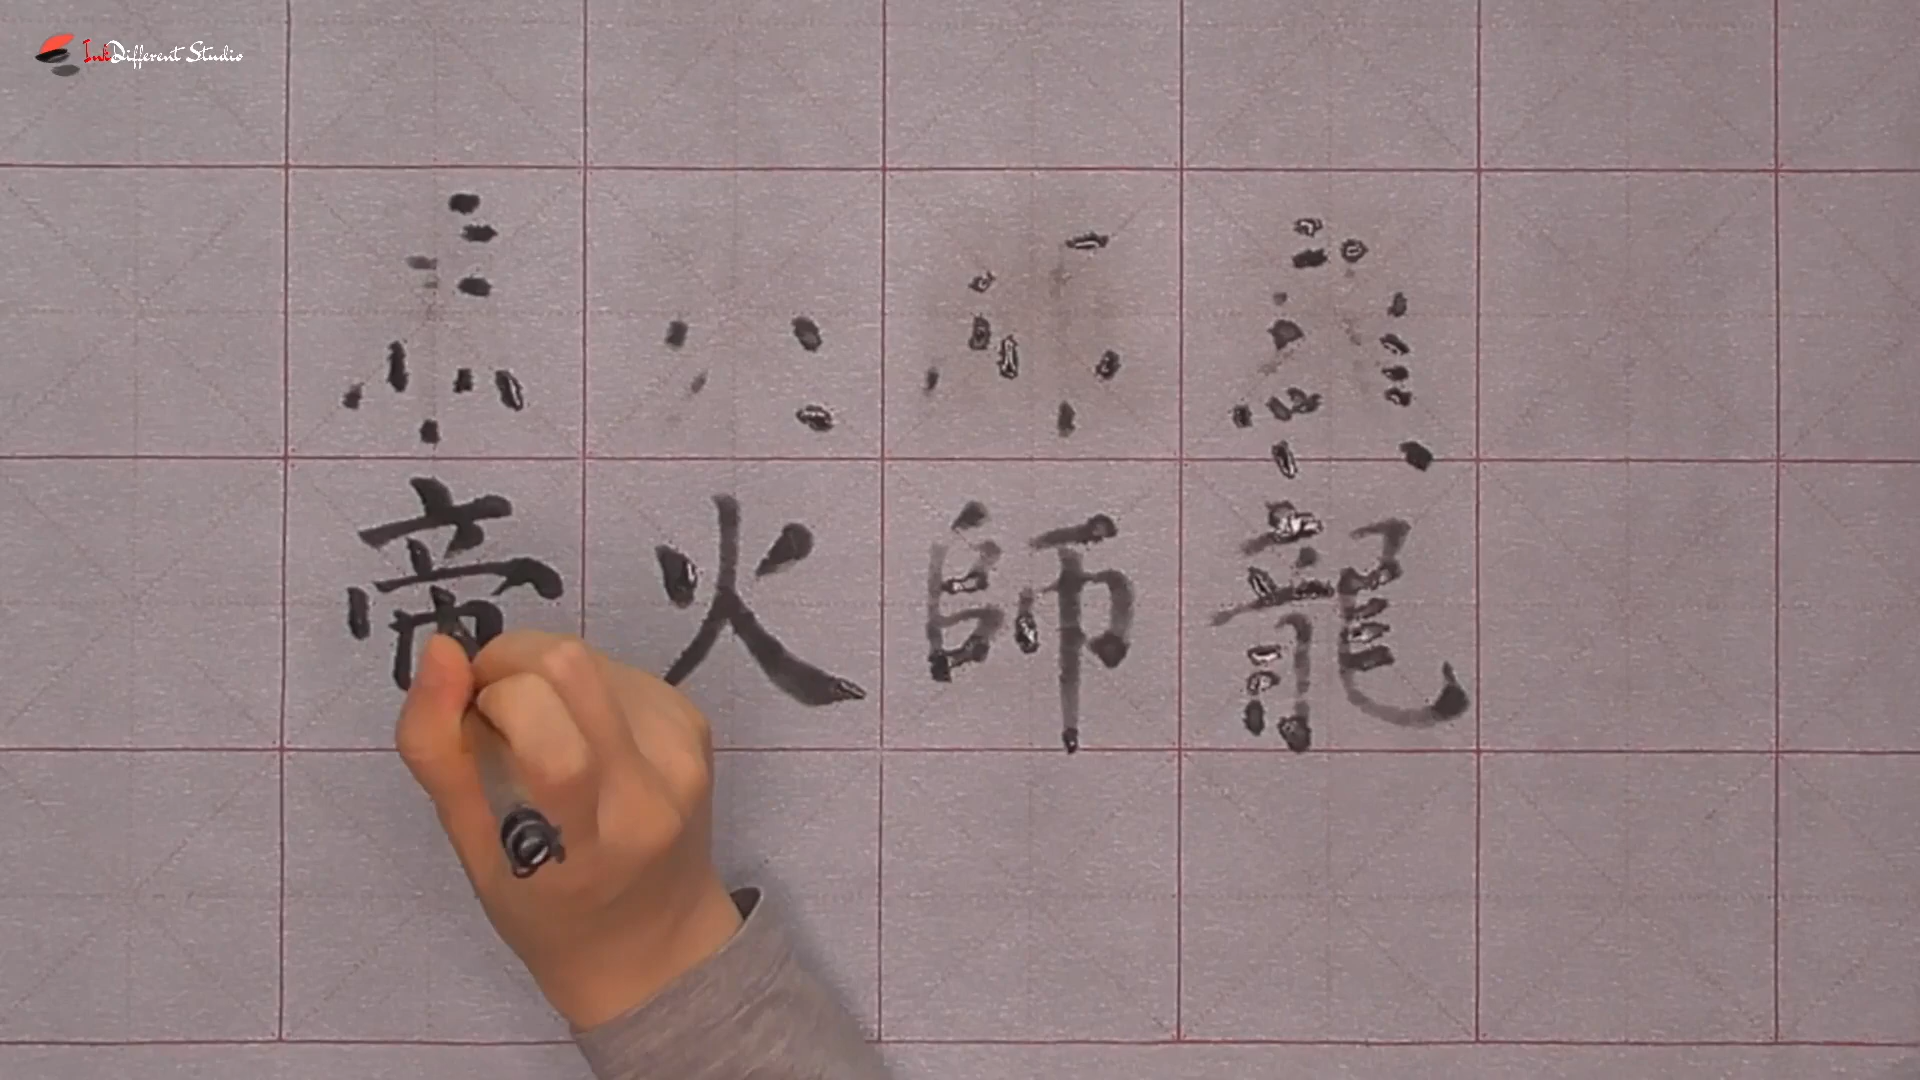 InkDifferent Studio
帝火師龍